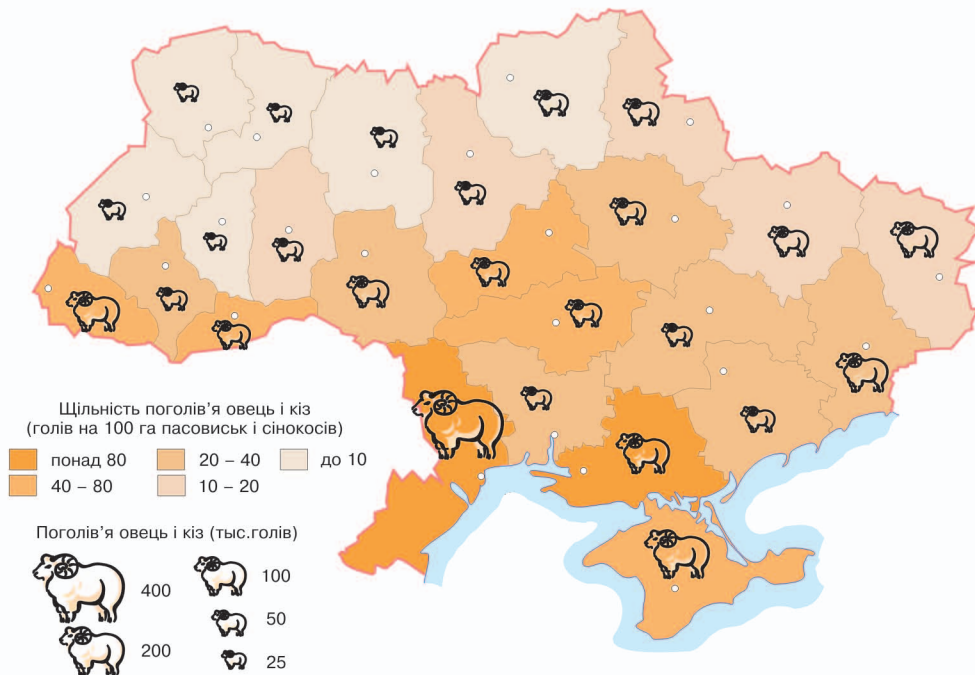 Щільність поголів'я овець і кіз
(голів на 100 га пасовиськ і сінокосів)
понад 80
20 – 40
до 10
40 – 80
10 – 20
Поголів'я овець і кіз (тыс.голів)
400
100
200
50
25